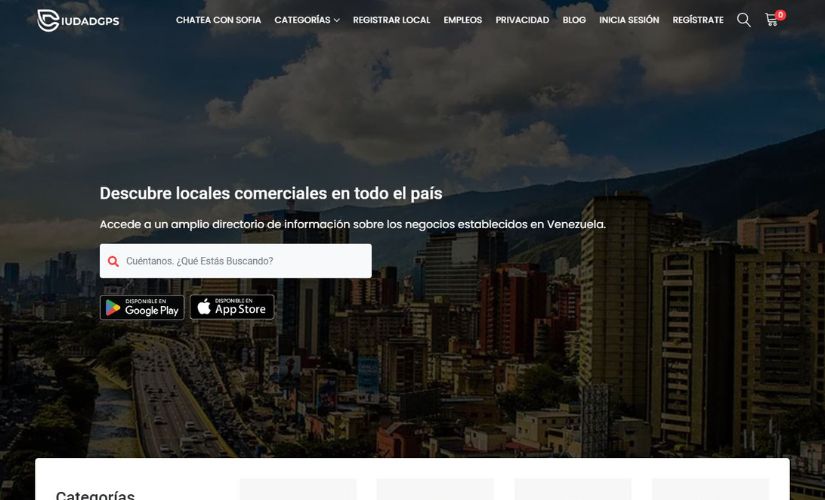 CIUDADGPS
CHATEA CON SOFIA CATEGORÍAS REGISTRAR LOCAL EMPLEOS PRIVACIDAD BLOG INICIA SESIÓN REGÍSTRATE 0
Descubre locales comerciales en todo el país
Accede a un amplio directorio de información sobre los negocios establecidos en Venezuela.
Cuéntanos. ¿Qué Estás Buscando?
DISPONIBLE EN
Google Play
DISPONIBLE EN
App Store
Categorías